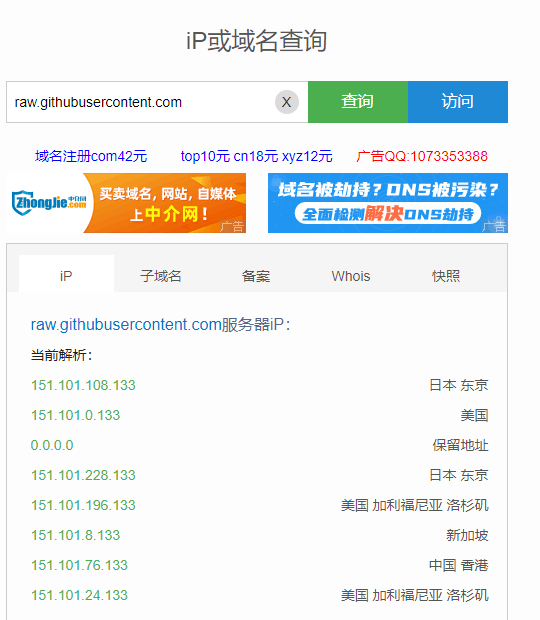 iP或域名查询
raw.githubusercontent.com X 查询 访问
域名注册com42元 top10元 cn18元 xyz12元 广告QQ:1073353388
ZhongJie.com 中介网 买卖域名，网站，自媒体
上中介网！
广告
域名被劫持？DNS被污染？
全面检测解决DNS劫持
广告
iP 子域名 备案 Whois 快照
raw.githubusercontent.com服务器iP：
当前解析：
151.101.108.133 日本 东京
151.101.0.133 美国
0.0.0.0 保留地址
151.101.228.133 日本 东京
151.101.196.133 美国 加利福尼亚 洛杉矶
151.101.8.133 新加坡
151.101.76.133 中国 香港
151.101.24.133 美国 加利福尼亚 洛杉矶